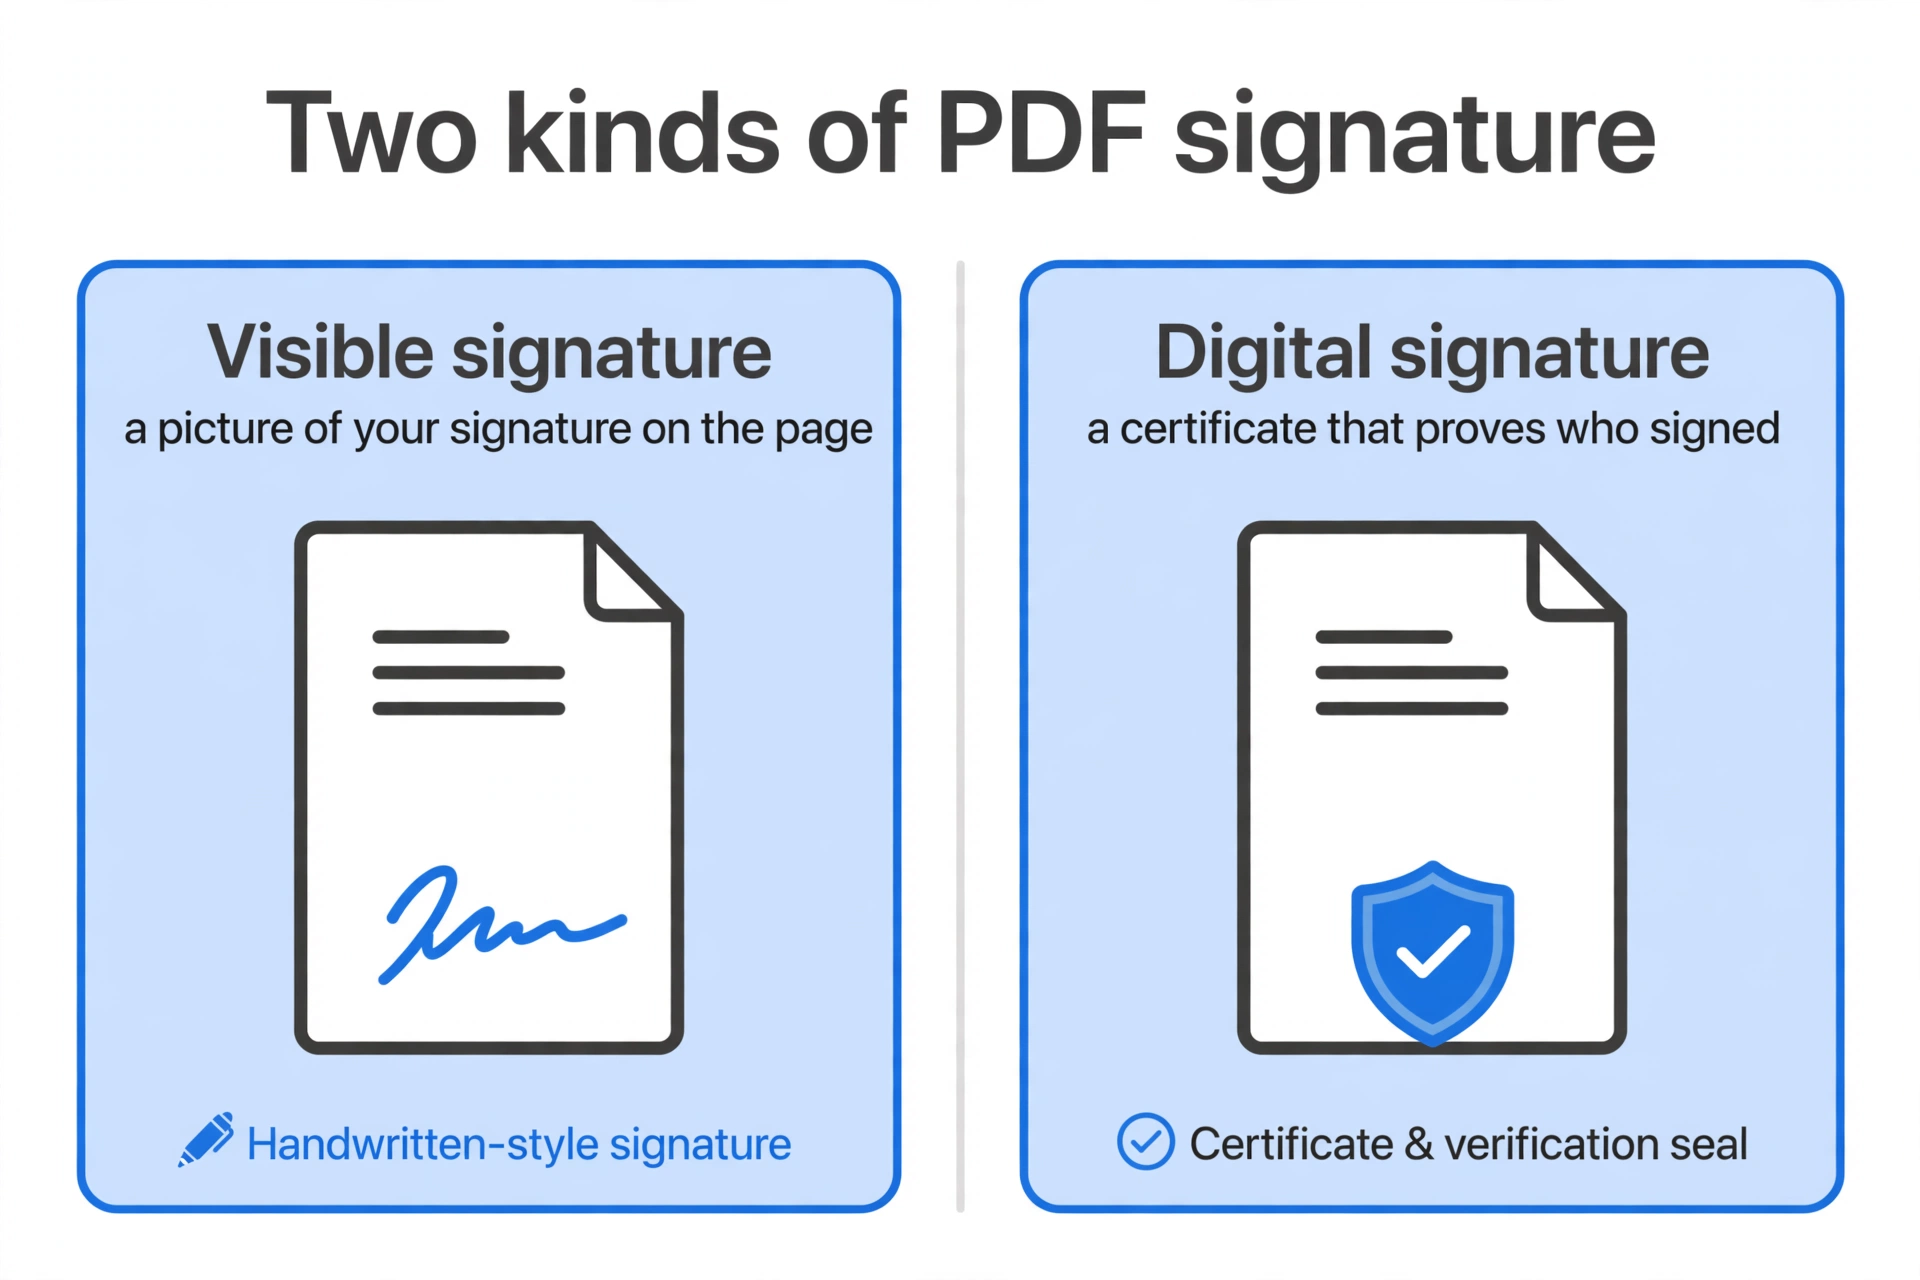 Two kinds of PDF signature
Visible signature
a picture of your signature on the page
Handwritten-style signature
Digital signature
a certificate that proves who signed
Certificate & verification seal